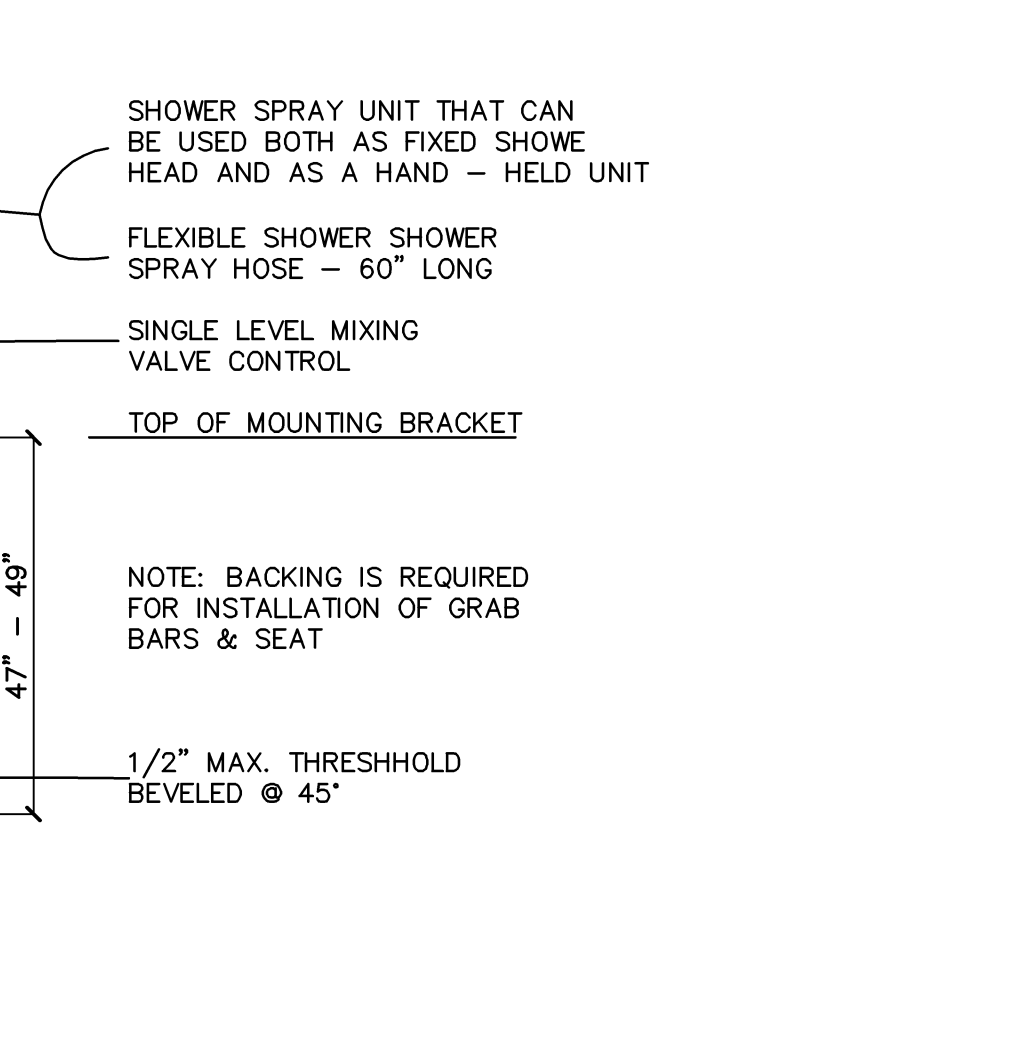 SHOWER SPRAY UNIT THAT CAN
BE USED BOTH AS FIXED SHOWE
HEAD AND AS A HAND – HELD UNIT
FLEXIBLE SHOWER SHOWER
SPRAY HOSE – 60" LONG
SINGLE LEVEL MIXING
VALVE CONTROL
TOP OF MOUNTING BRACKET
47" – 49"
NOTE: BACKING IS REQUIRED
FOR INSTALLATION OF GRAB
BARS & SEAT
1/2" MAX. THRESHHOLD
BEVELED @ 45°